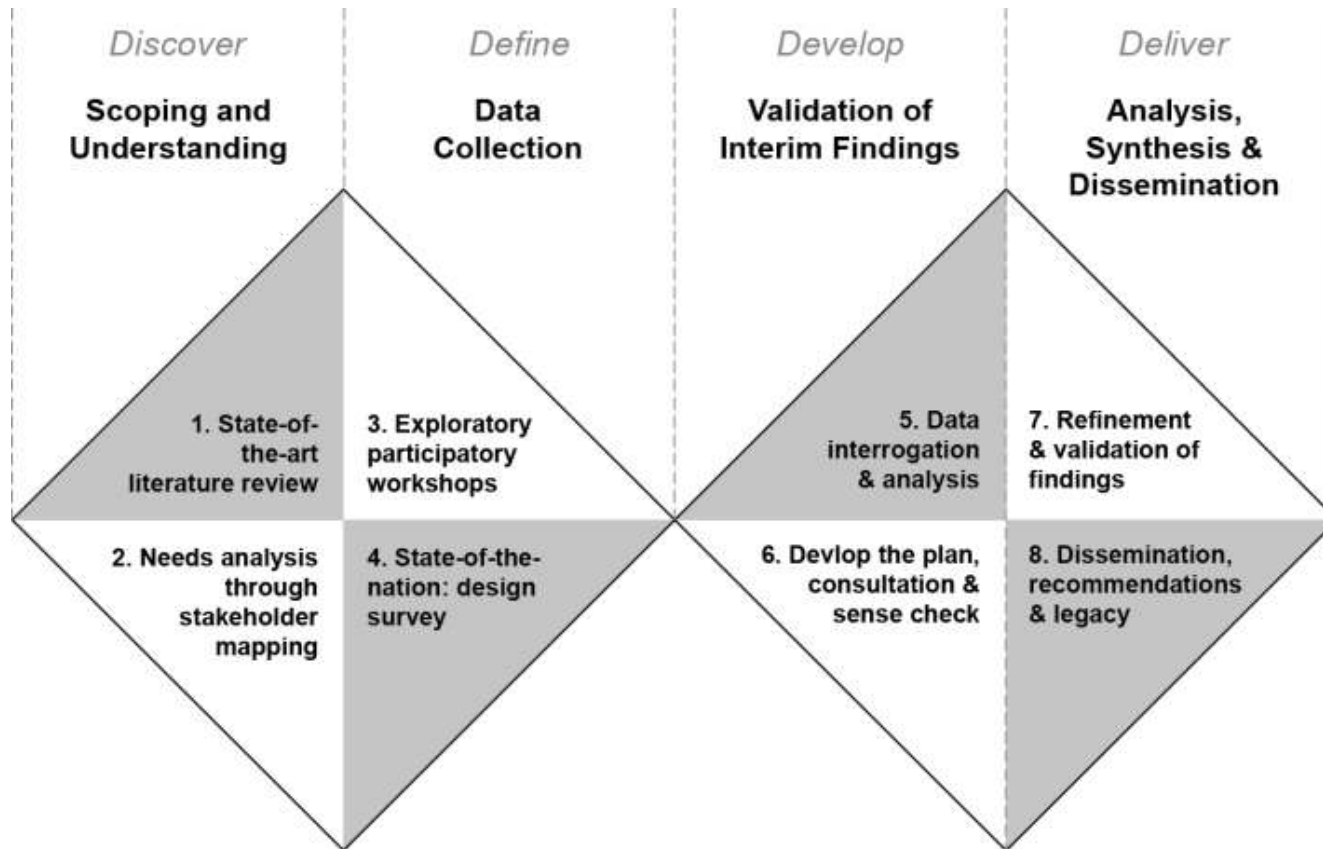 Discover
Define
Develop
Deliver
Scoping and
Understanding
Data
Collection
Validation of
Interim Findings
Analysis,
Synthesis &
Dissemination
1. State-of-
the-art
literature review
2. Needs analysis
through
stakeholder
mapping
3. Exploratory
participatory
workshops
4. State-of-the-
nation: design
survey
5. Data
interrogation
& analysis
6. Devlop the plan,
consultation &
sense check
7. Refinement
& validation of
findings
8. Dissemination,
recommendations
& legacy